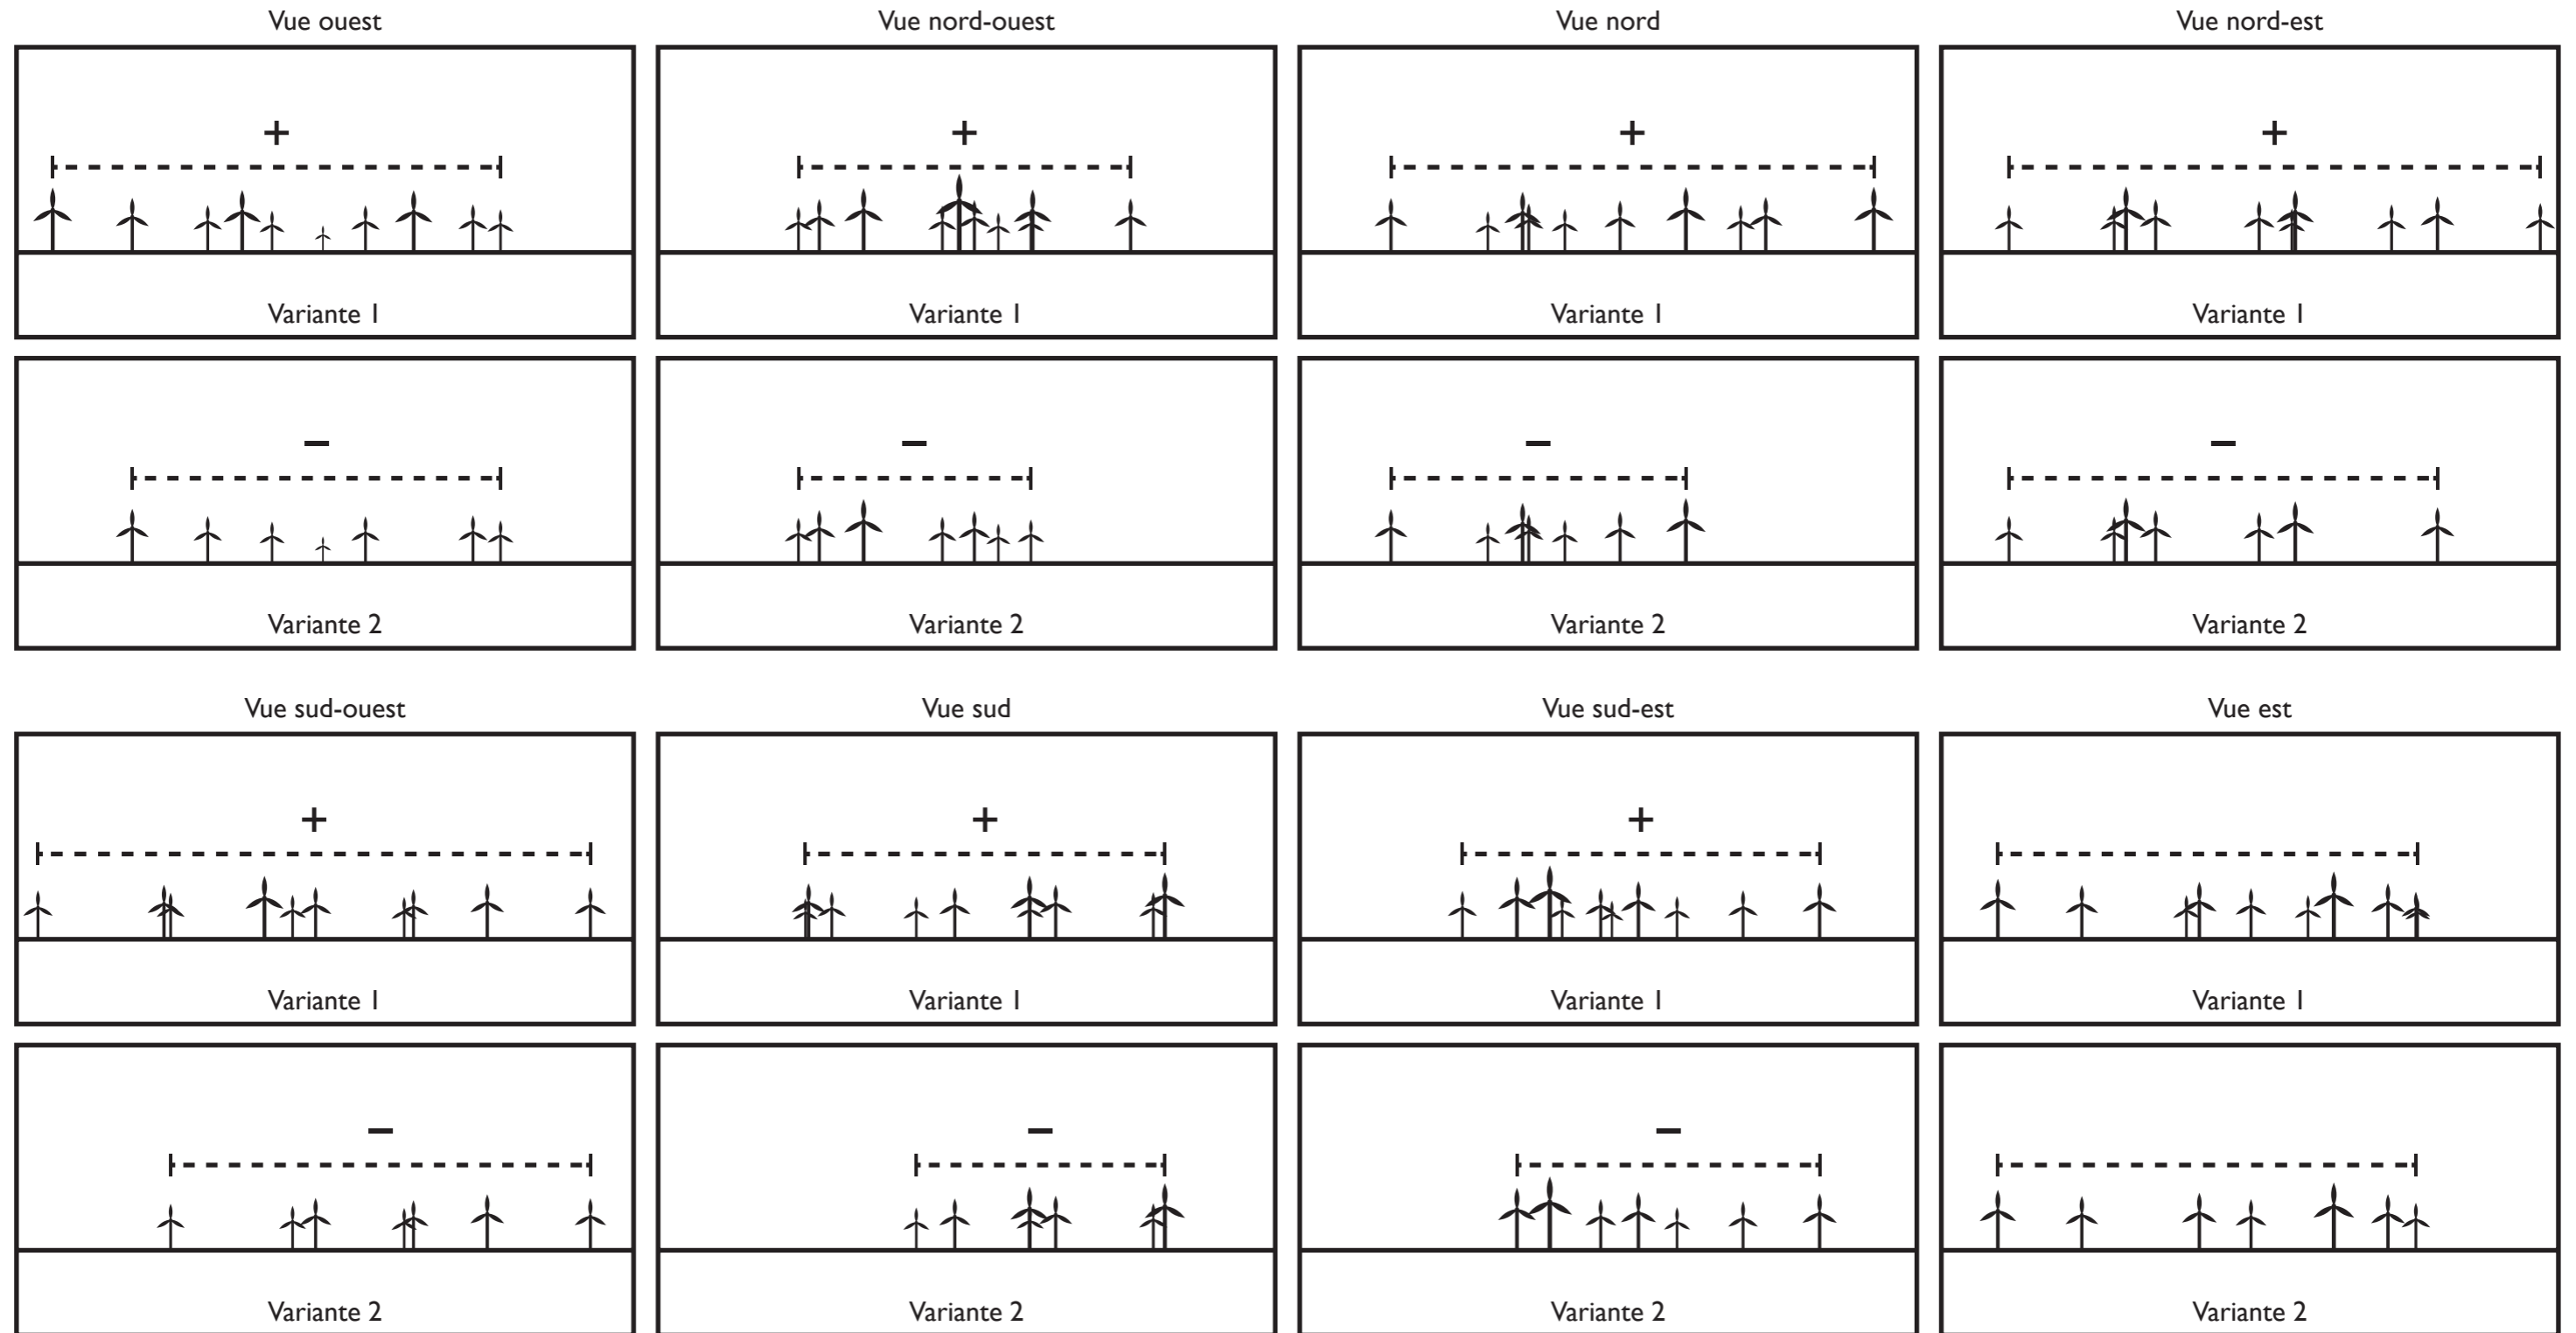 Vue ouest
Vue nord-ouest
Vue nord
Vue nord-est
+
+
+
+
Variante 1
Variante 1
Variante 1
Variante 1
–
–
–
–
Variante 2
Variante 2
Variante 2
Variante 2
Vue sud-ouest
Vue sud
Vue sud-est
Vue est
+
+
+
Variante 1
Variante 1
Variante 1
Variante 1
–
–
–
Variante 2
Variante 2
Variante 2
Variante 2